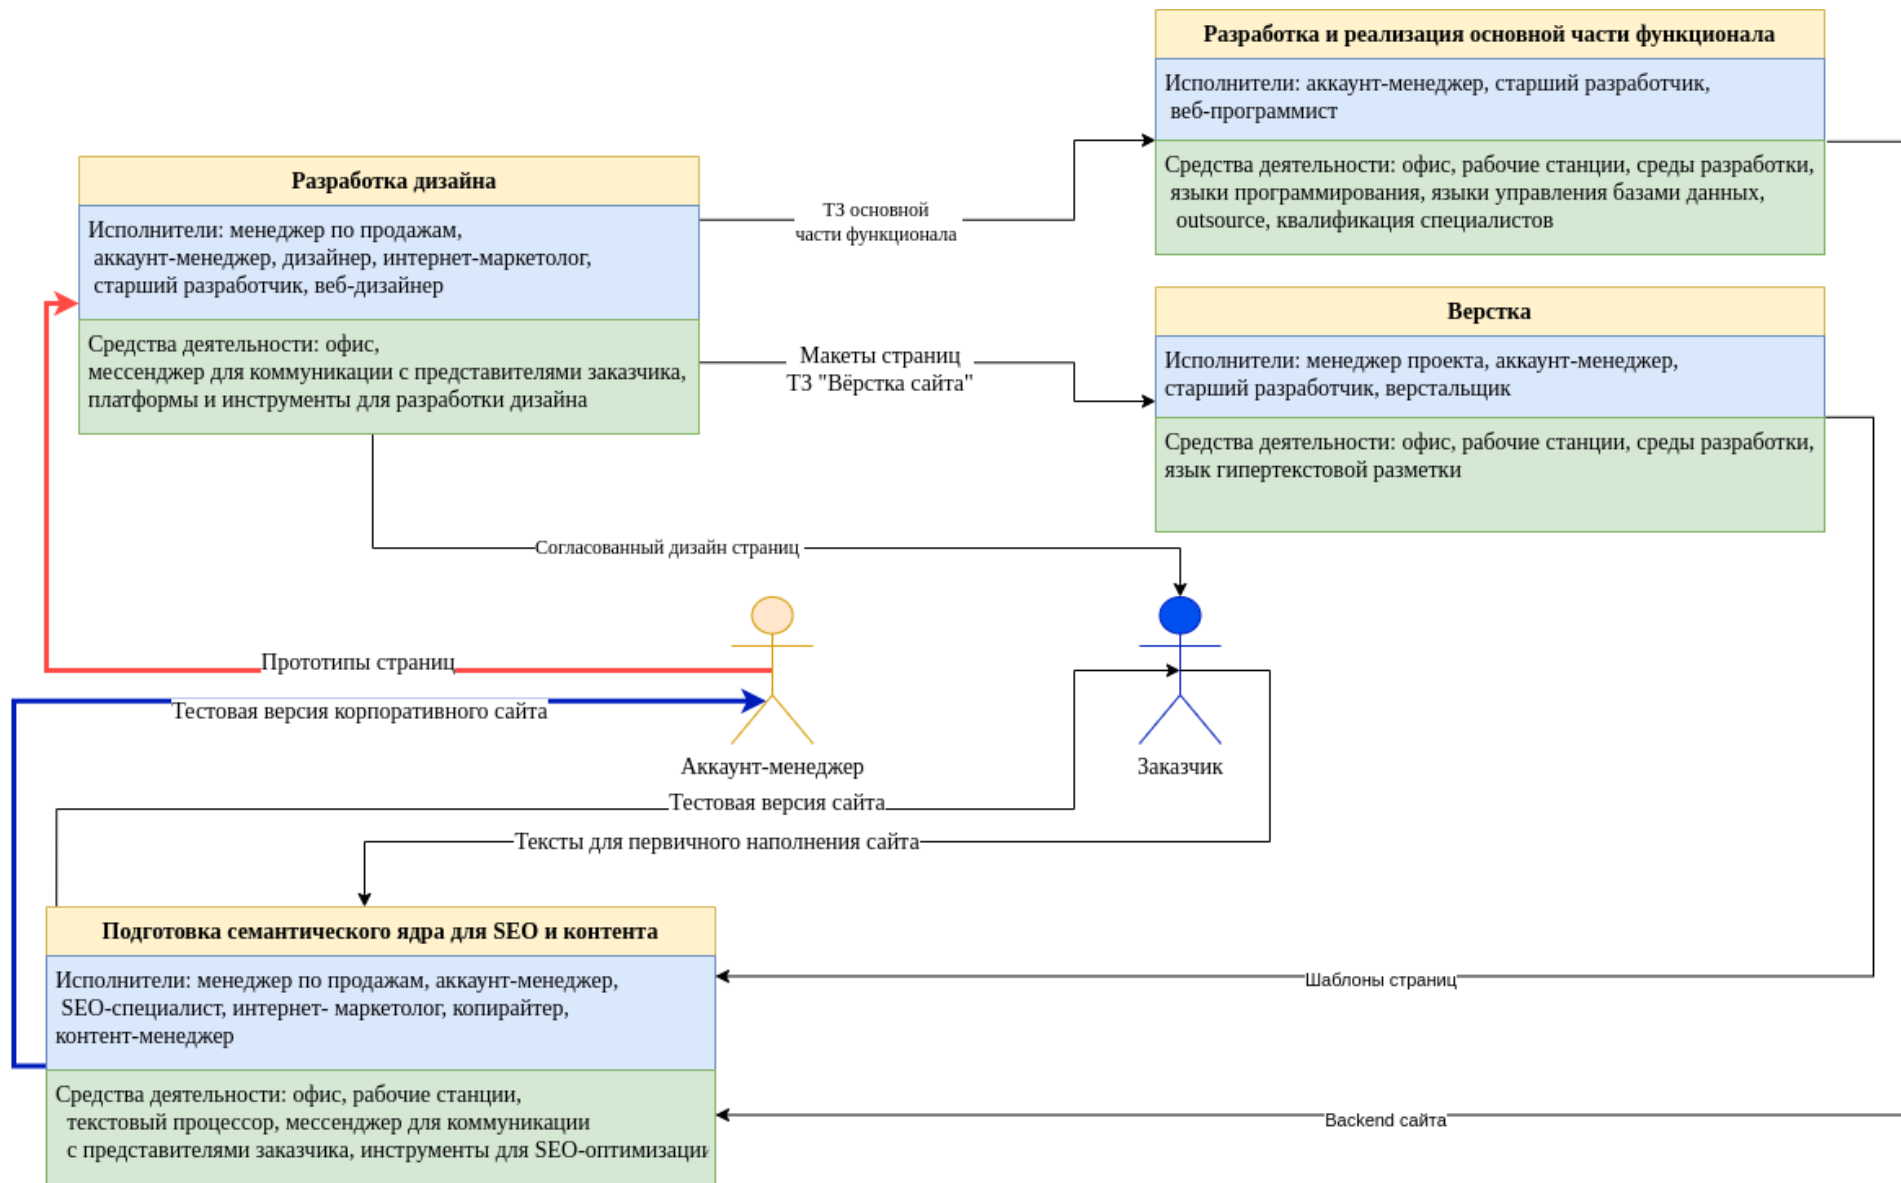 Разработка и реализация основной части функционала
Исполнители: аккаунт-менеджер, старший разработчик,
веб-программист
Средства деятельности: офис, рабочие станции, среды разработки,
языки программирования, языки управления базами данных,
outsource, квалификация специалистов
Разработка дизайна
Исполнители: менеджер по продажам,
аккаунт-менеджер, дизайнер, интернет-маркетолог,
старший разработчик, веб-дизайнер
Средства деятельности: офис,
мессенджер для коммуникации с представителями заказчика,
платформы и инструменты для разработки дизайна
ТЗ основной
части функционала
Макеты страниц
ТЗ "Вёрстка сайта"
Верстка
Исполнители: менеджер проекта, аккаунт-менеджер,
старший разработчик, верстальщик
Средства деятельности: офис, рабочие станции, среды разработки,
язык гипертекстовой разметки
Согласованный дизайн страниц
Прототипы страниц
Тестовая версия корпоративного сайта
Аккаунт-менеджер
Заказчик
Тестовая версия сайта
Тексты для первичного наполнения сайта
Подготовка семантического ядра для SEO и контента
Исполнители: менеджер по продажам, аккаунт-менеджер,
SEO-специалист, интернет- маркетолог, копирайтер,
контент-менеджер
Средства деятельности: офис, рабочие станции,
текстовый процессор, мессенджер для коммуникации
с представителями заказчика, инструменты для SEO-оптимизации
Шаблоны страниц
Backend сайта